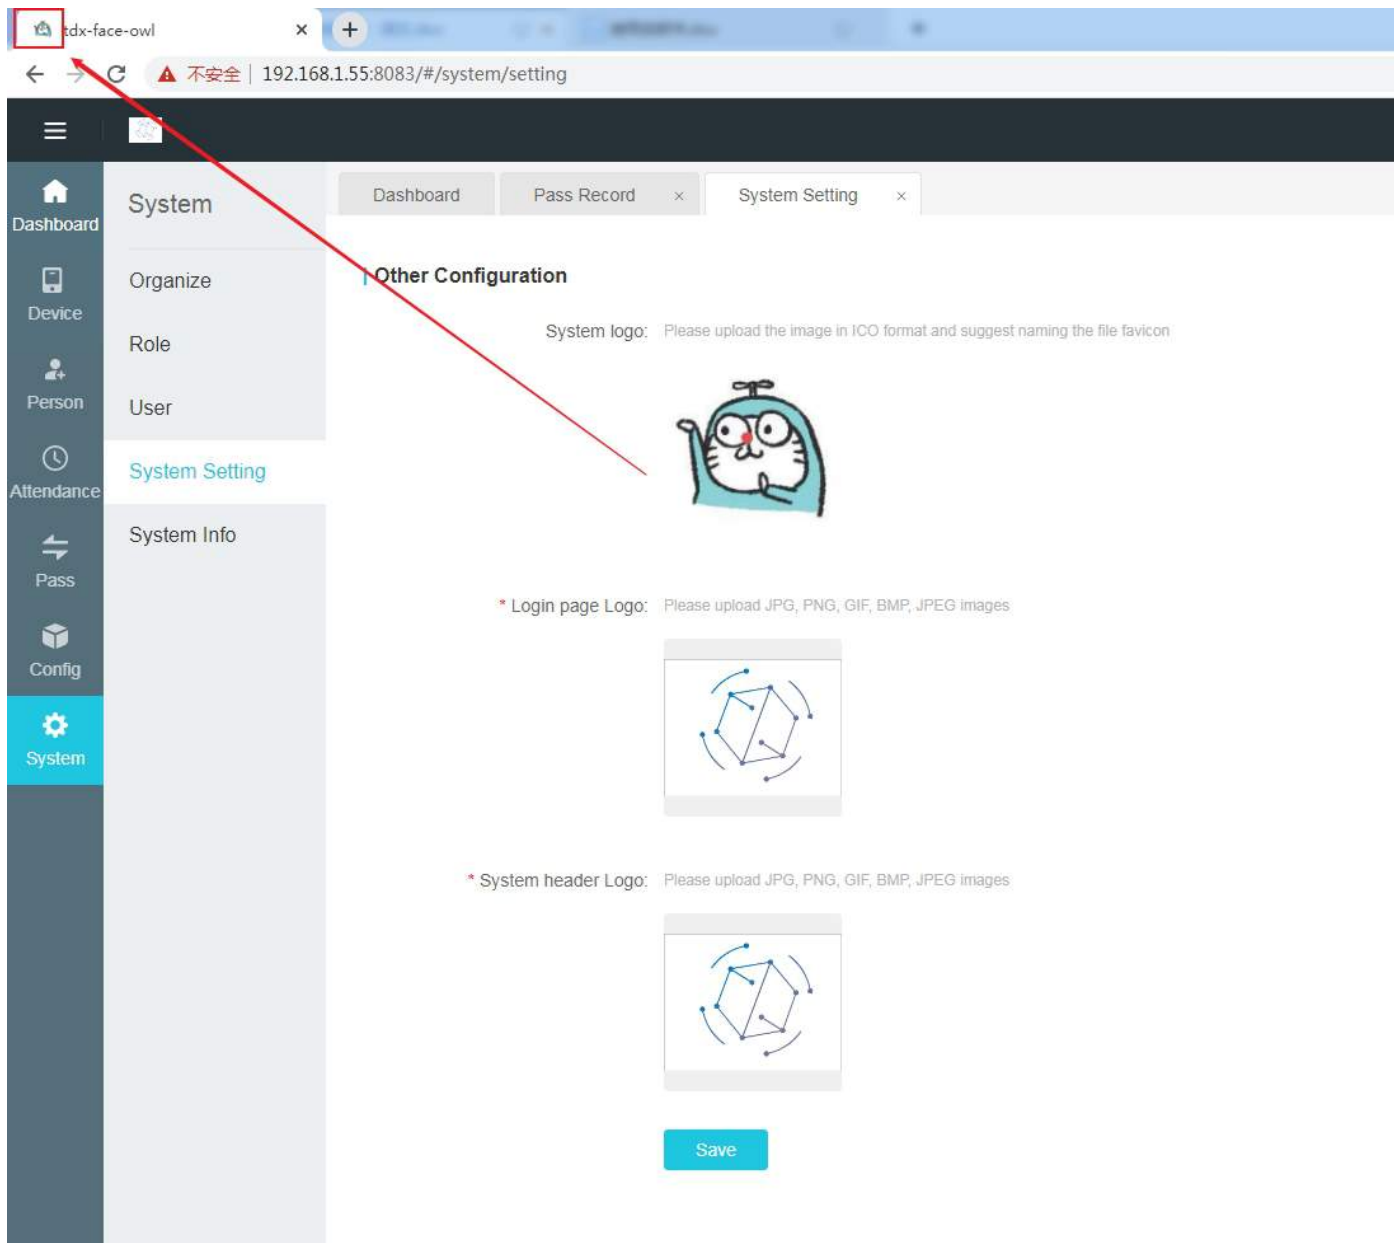 tdx-face-owl
不安全 | 192.168.1.55:8083/#/system/setting
Dashboard
Device
Person
Attendance
Pass
Config
System
System
Organize
Role
User
System Setting
System Info
Dashboard Pass Record × System Setting ×
Other Configuration
System logo: Please upload the image in ICO format and suggest naming the file favicon
* Login page Logo: Please upload JPG, PNG, GIF, BMP, JPEG images
* System header Logo: Please upload JPG, PNG, GIF, BMP, JPEG images
Save